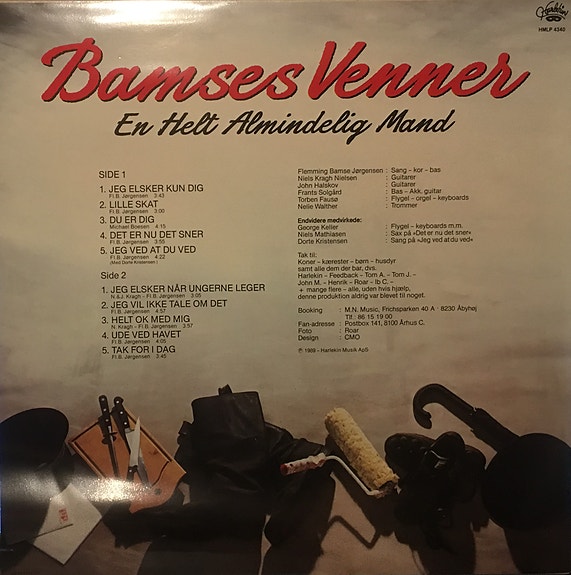 Harlekin
HMLP 4340
Bamses Venner
En Helt Almindelig Mand
SIDE 1
1. JEG ELSKER KUN DIG
Fl.B. Jørgensen 3:43
2. LILLE SKAT
Fl.B. Jørgensen 3:00
3. DU ER DIG
Michael Boesen 4:15
4. DET ER NU DET SNER
Fl.B. Jørgensen 3:55
5. JEG VED AT DU VED
Fl.B. Jørgensen 4:22
(Med Dorte Kristensen)
Side 2
1. JEG ELSKER NÅR UNGERNE LEGER
N.&J. Kragh – Fl.B. Jørgensen 3:05
2. JEG VIL IKKE TALE OM DET
Fl.B. Jørgensen 4:57
3. HELT OK MED MIG
N. Kragh – Fl.B. Jørgensen 3:57
4. UDE VED HAVET
Fl.B. Jørgensen 4:05
5. TAK FOR I DAG
Fl.B. Jørgensen 3:45
Flemming Bamse Jørgensen : Sang – kor – bas
Niels Kragh Nielsen : Guitarer
John Halskov : Guitarer
Frants Solgård : Bas – Akk. guitar
Torben Fausø : Flygel – orgel – keyboards
Nelle Walther : Trommer
Endvidere medvirkede:
George Keller : Flygel – keyboards m.m.
Niels Mathiasen : Sax på »Det er nu det sner«
Dorte Kristensen : Sang på »Jeg ved at du ved«
Tak til:
Koner – kærester – børn – husdyr
samt alle dem der bar, dvs.
Harlekin – Feedback – Tom A. – Tom J. –
John M. – Henrik – Roar – Ib C. –
+ mange flere – alle, uden hvis hjælp,
denne produktion aldrig var blevet til noget.
Booking : M.N. Music, Frichsparken 40 A · 8230 Åbyhøj
Tlf.: 86 15 19 00
Fan-adresse : Postbox 141, 8100 Århus C.
Foto : Roar
Design : CMO
℗ 1988 – Harlekin Musik ApS